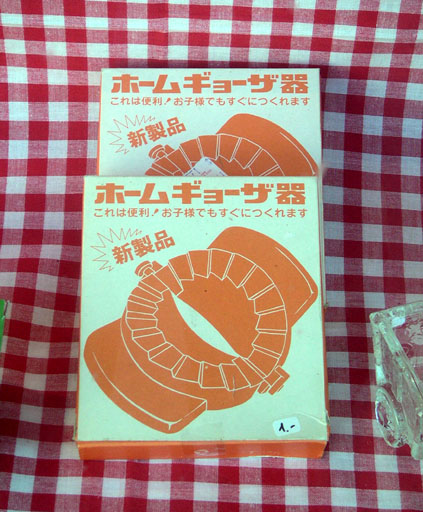 ホームギョーザ器
これは便利!お子様でもすぐにつくれます
新製品
ホームギョーザ器
これは便利!お子様でもすぐにつくれます
新製品
1.-